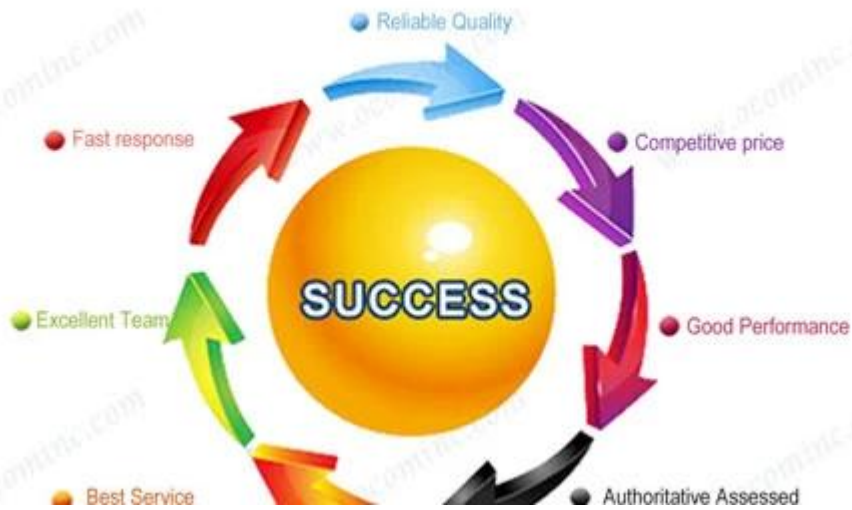 Reliable Quality
Fast response
Competitive price
SUCCESS
Excellent Team
Good Performance
Best Service
Authoritative Assessed